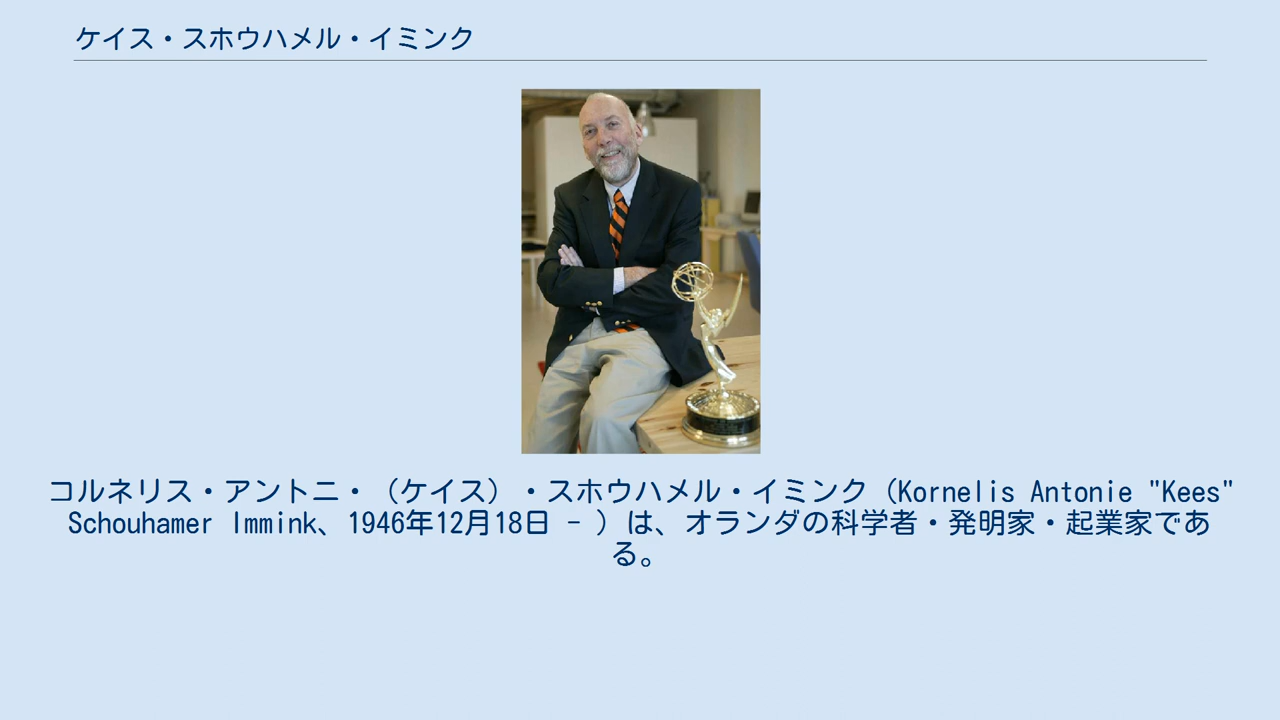 ケイス・スホウハメル・イミンク
コルネリス・アントニ・（ケイス）・スホウハメル・イミンク（Kornelis Antonie "Kees"
Schouhamer Immink、1946年12月18日 - ）は、オランダの科学者・発明家・起業家であ
る。